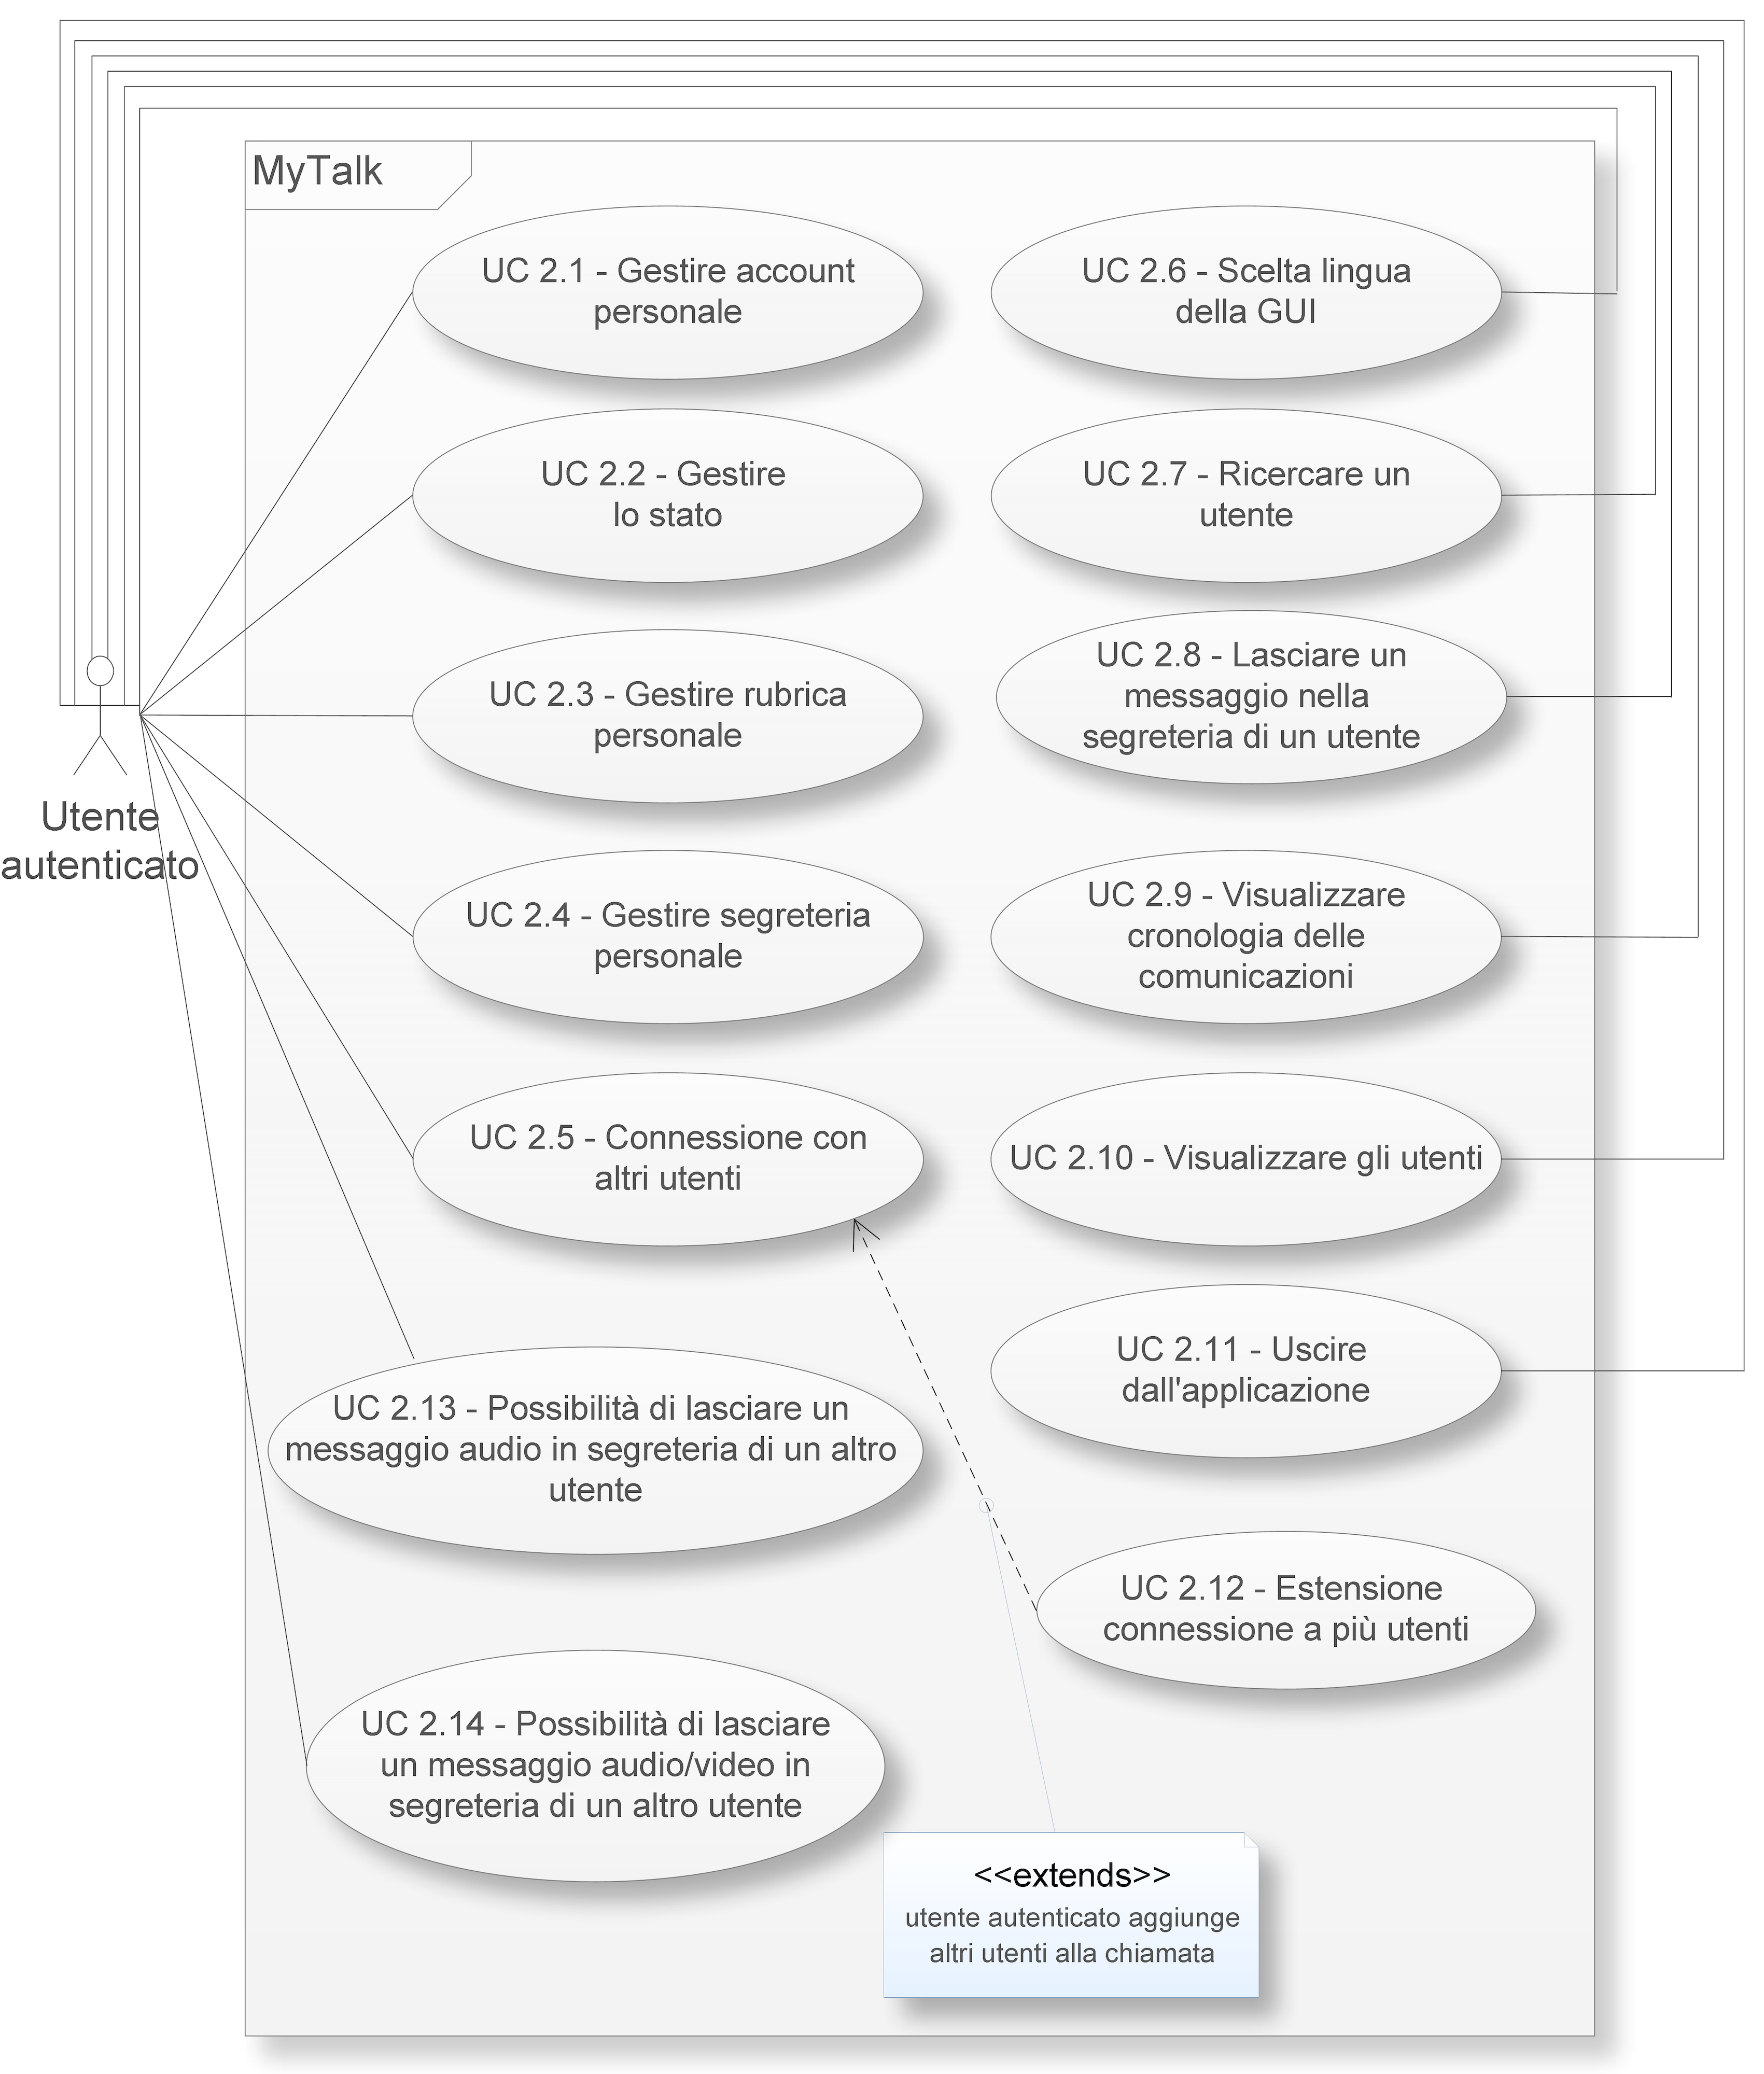 MyTalk
UC 2.1 - Gestire account
personale
UC 2.2 - Gestire
lo stato
UC 2.3 - Gestire rubrica
personale
Utente
autenticato
UC 2.4 - Gestire segreteria
personale
UC 2.5 - Connessione con
altri utenti
UC 2.13 - Possibilità di lasciare un
messaggio audio in segreteria di un altro
utente
UC 2.14 - Possibilità di lasciare
un messaggio audio/video in
segreteria di un altro utente
UC 2.6 - Scelta lingua
della GUI
UC 2.7 - Ricercare un
utente
UC 2.8 - Lasciare un
messaggio nella
segreteria di un utente
UC 2.9 - Visualizzare
cronologia delle
comunicazioni
UC 2.10 - Visualizzare gli utenti
UC 2.11 - Uscire
dall'applicazione
UC 2.12 - Estensione
connessione a più utenti
<<extends>>
utente autenticato aggiunge
altri utenti alla chiamata